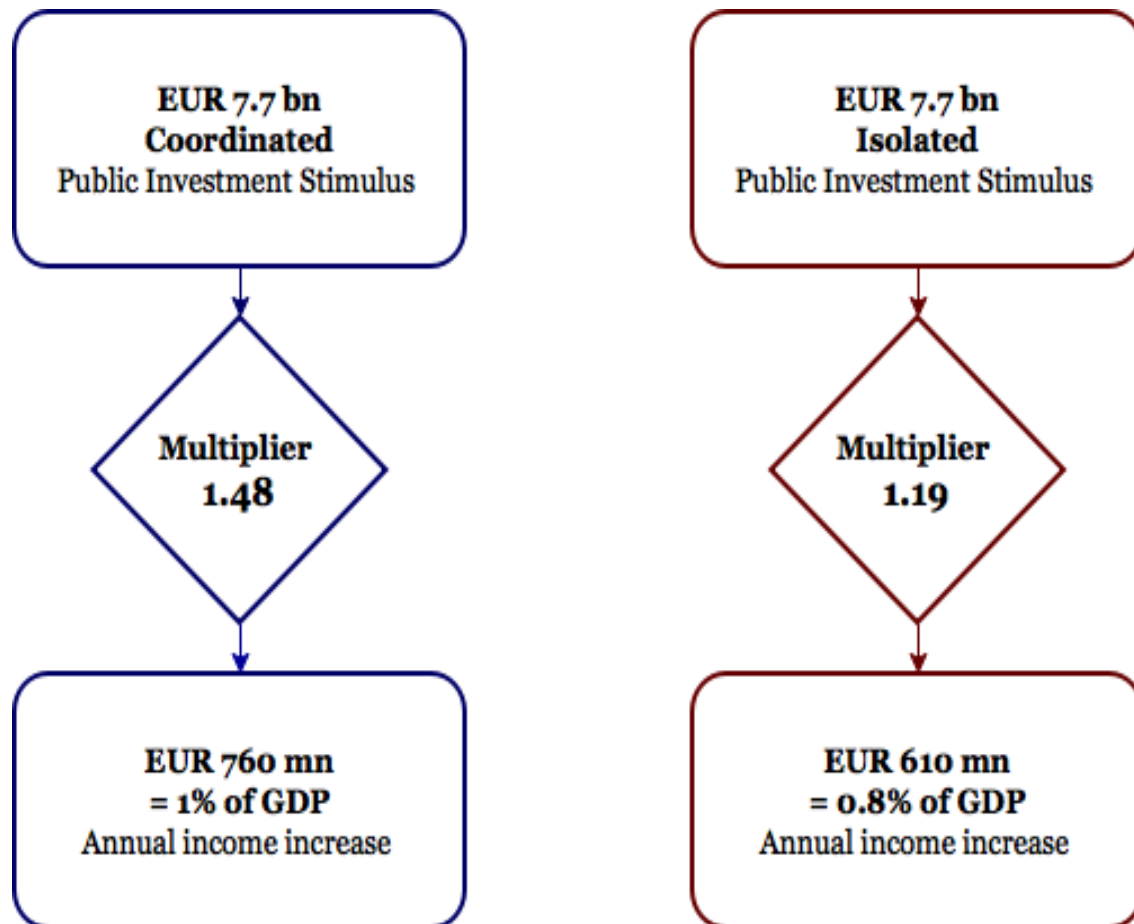 EUR 7.7 bn
Coordinated
Public Investment Stimulus
Multiplier
1.48
EUR 760 mn
= 1% of GDP
Annual income increase
EUR 7.7 bn
Isolated
Public Investment Stimulus
Multiplier
1.19
EUR 610 mn
= 0.8% of GDP
Annual income increase